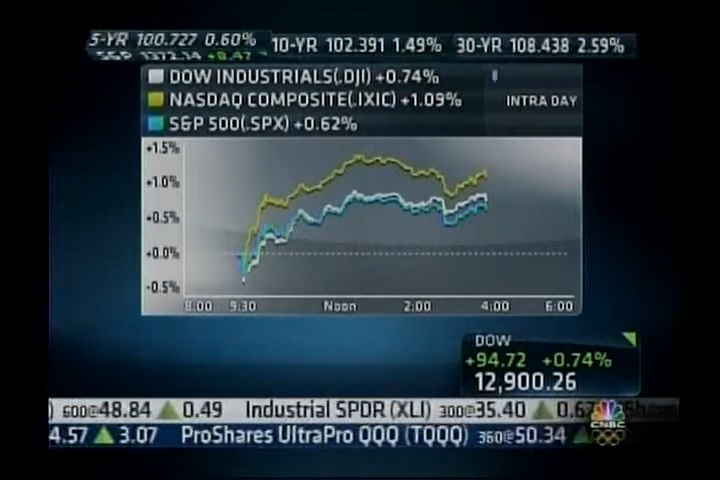 5-YR 100.727 0.60% 10-YR 102.391 1.49% 30-YR 108.438 2.59%
S&P 1372.14 +8.47
DOW INDUSTRIALS(.DJI) +0.74%
NASDAQ COMPOSITE(.IXIC) +1.09%
INTRA DAY
S&P 500(.SPX) +0.62%
+1.5%
+1.0%
+0.5%
+0.0%
-0.5%
8:00 9:30 Noon 2:00 4:00 6:00
DOW
+94.72 +0.74%
12,900.26
600@48.84 0.49 Industrial SPDR (XLI) 300@35.40
CNBC
4.57 3.07 ProShares UltraPro QQQ (TQQQ) 360@50.34